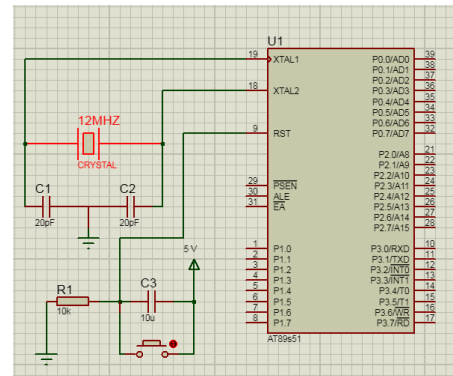 U1
19 XTAL1 P0.0/AD0 39
P0.1/AD1 38
P0.2/AD2 37
18 XTAL2 P0.3/AD3 36
P0.4/AD4 35
P0.5/AD5 34
P0.6/AD6 33
9 RST P0.7/AD7 32
P2.0/A8 21
P2.1/A9 22
P2.2/A10 23
29 PSEN P2.3/A11 24
30 ALE P2.4/A12 25
31 EA P2.5/A13 26
P2.6/A14 27
P2.7/A15 28
1 P1.0 P3.0/RXD 10
2 P1.1 P3.1/TXD 11
3 P1.2 P3.2/INT0 12
4 P1.3 P3.3/INT1 13
5 P1.4 P3.4/T0 14
6 P1.5 P3.5/T1 15
7 P1.6 P3.6/WR 16
8 P1.7 P3.7/RD 17
AT89s51
12MHZ
CRYSTAL
C1
20pF
C2
20pF
5V
R1
10k
C3
10u